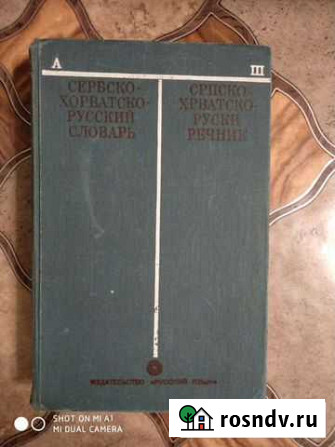 А
Ш
СЕРБСКО-
ХОРВАТСКО-
РУССКИЙ
СЛОВАРЬ
СРПСКО-
ХРВАТСКО-
РУСКИ
РЕЧНИК
ИЗДАТЕЛЬСТВО «РУССКИЙ ЯЗЫК»
SHOT ON MI A1
MI DUAL CAMERA
rosndv.ru